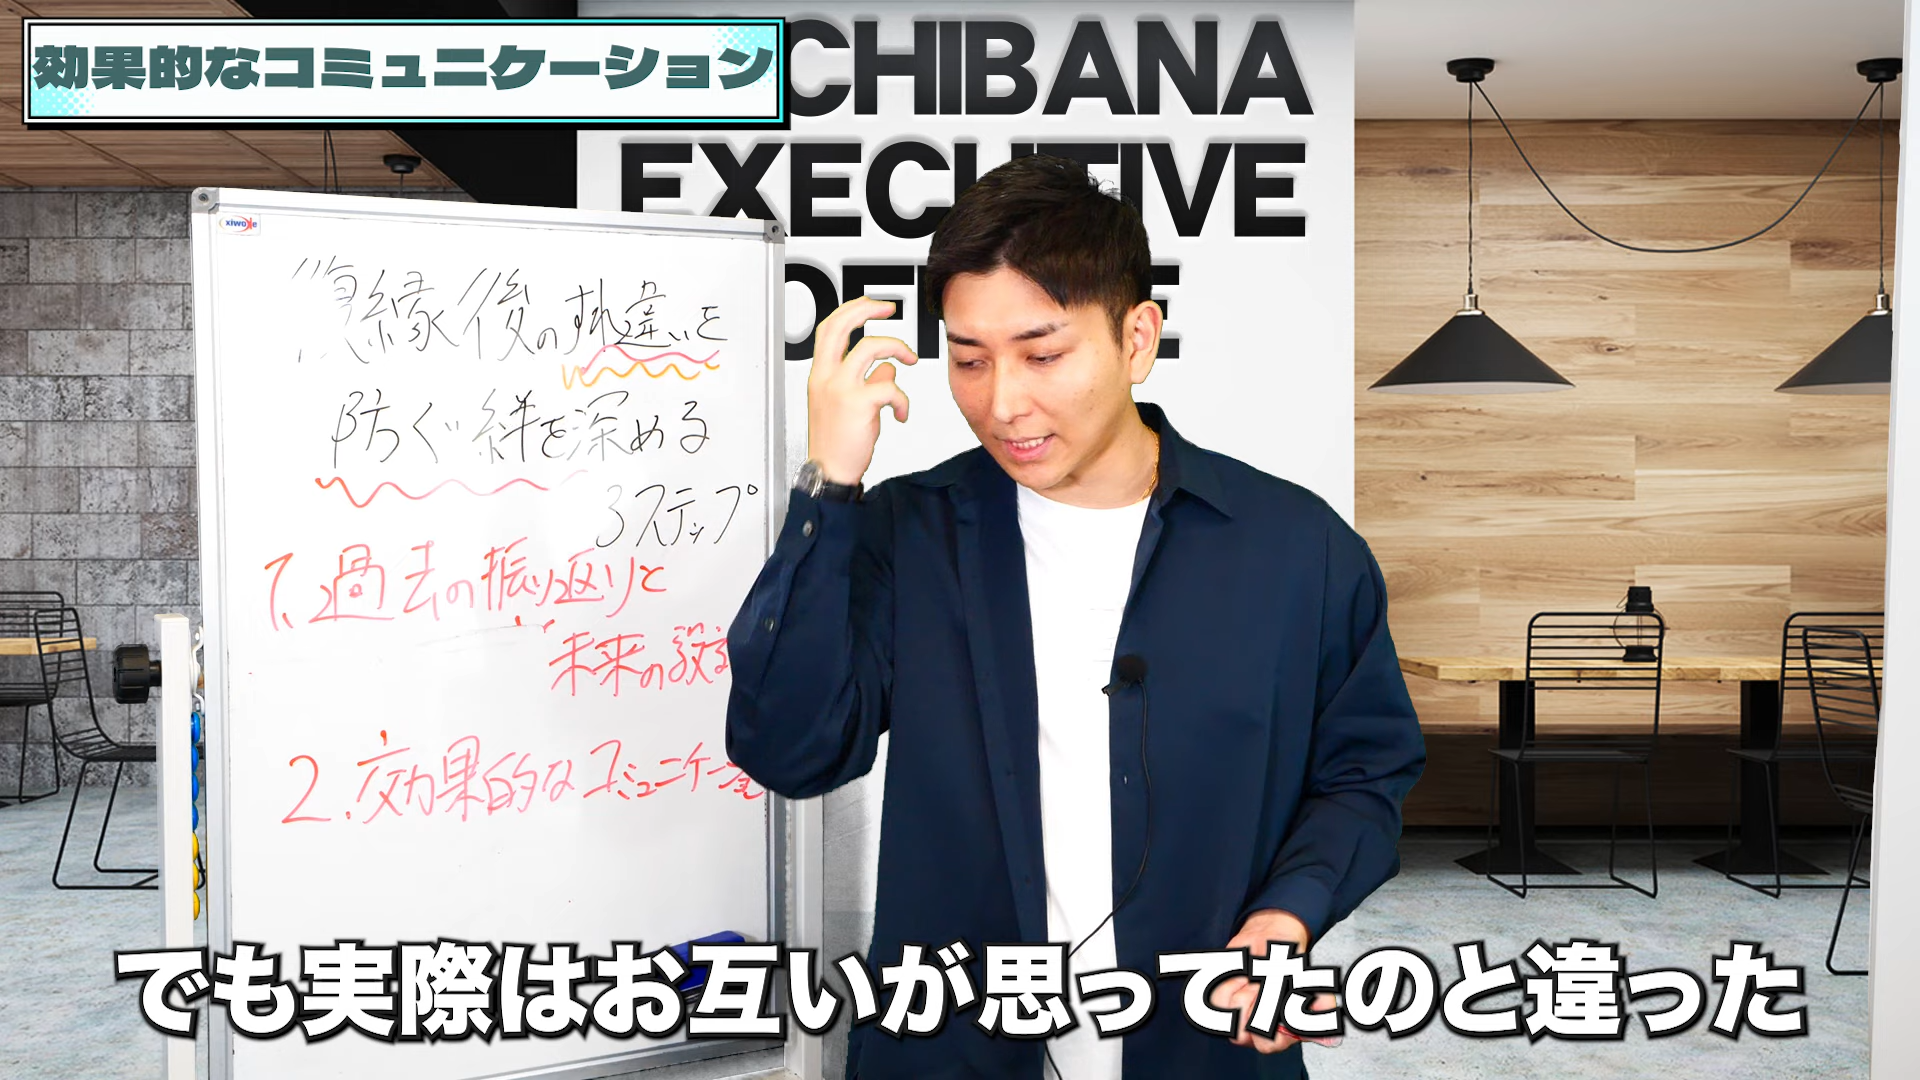 効果的なコミュニケーション
CHIBANA
EXECUTIVE
xiwode
復縁後のすれ違いを
防ぐ絆を深める
3ステップ
1.過去の振り返りと
未来の設
2.効果的なコミュニケーション
でも実際はお互いが思ってたのと違った